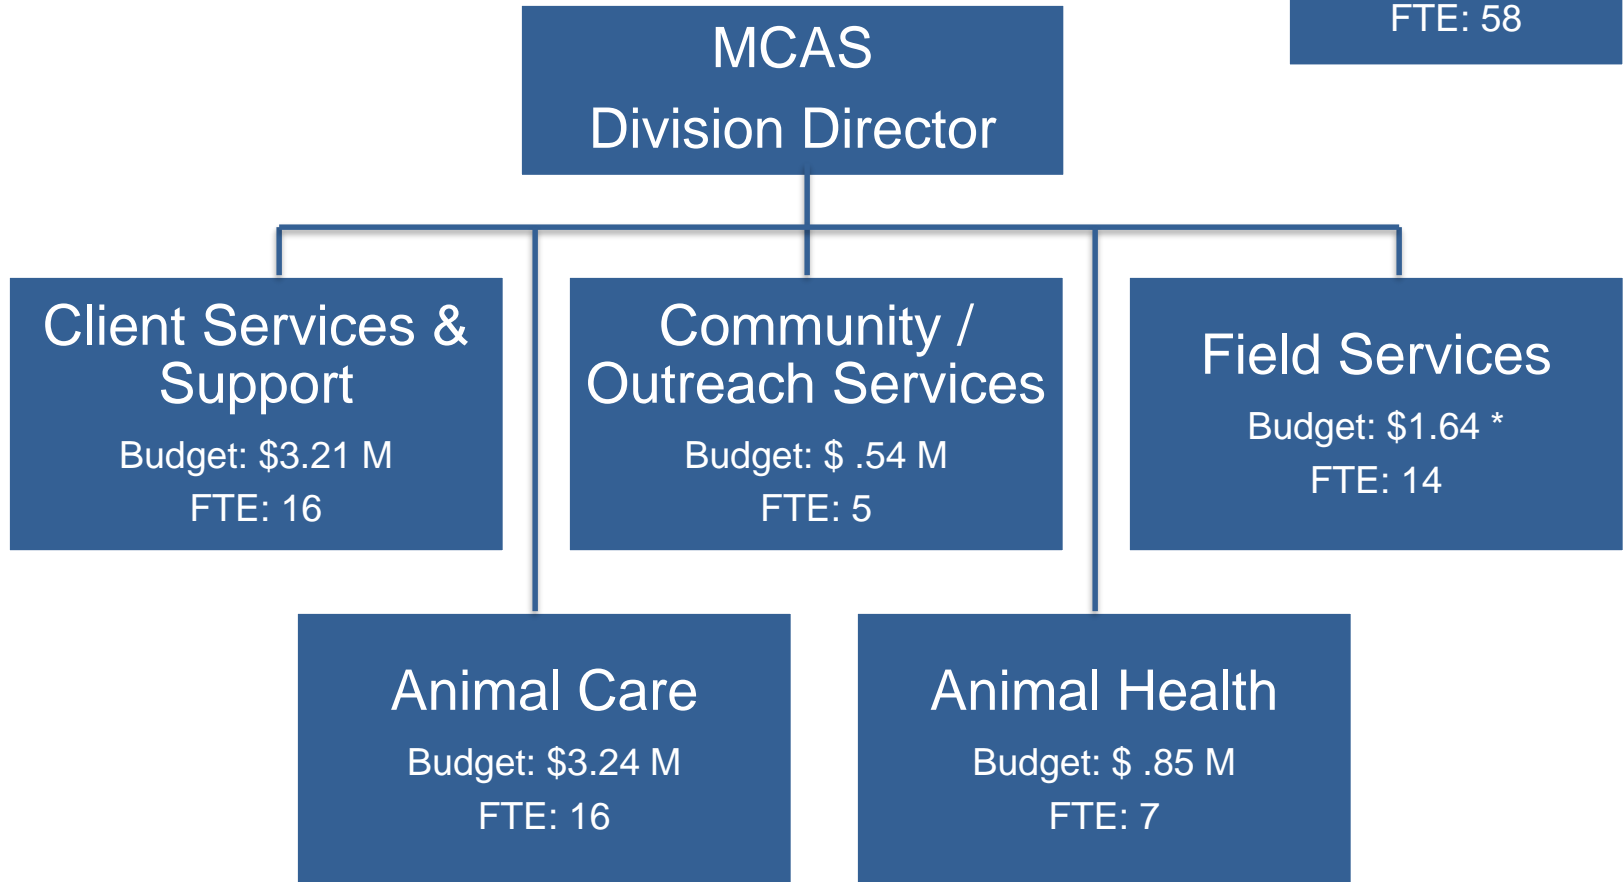 FTE: 58
MCAS
Division Director
Client Services &
Support
Budget: $3.21 M
FTE: 16
Community /
Outreach Services
Budget: $ .54 M
FTE: 5
Field Services
Budget: $1.64 *
FTE: 14
Animal Care
Budget: $3.24 M
FTE: 16
Animal Health
Budget: $ .85 M
FTE: 7